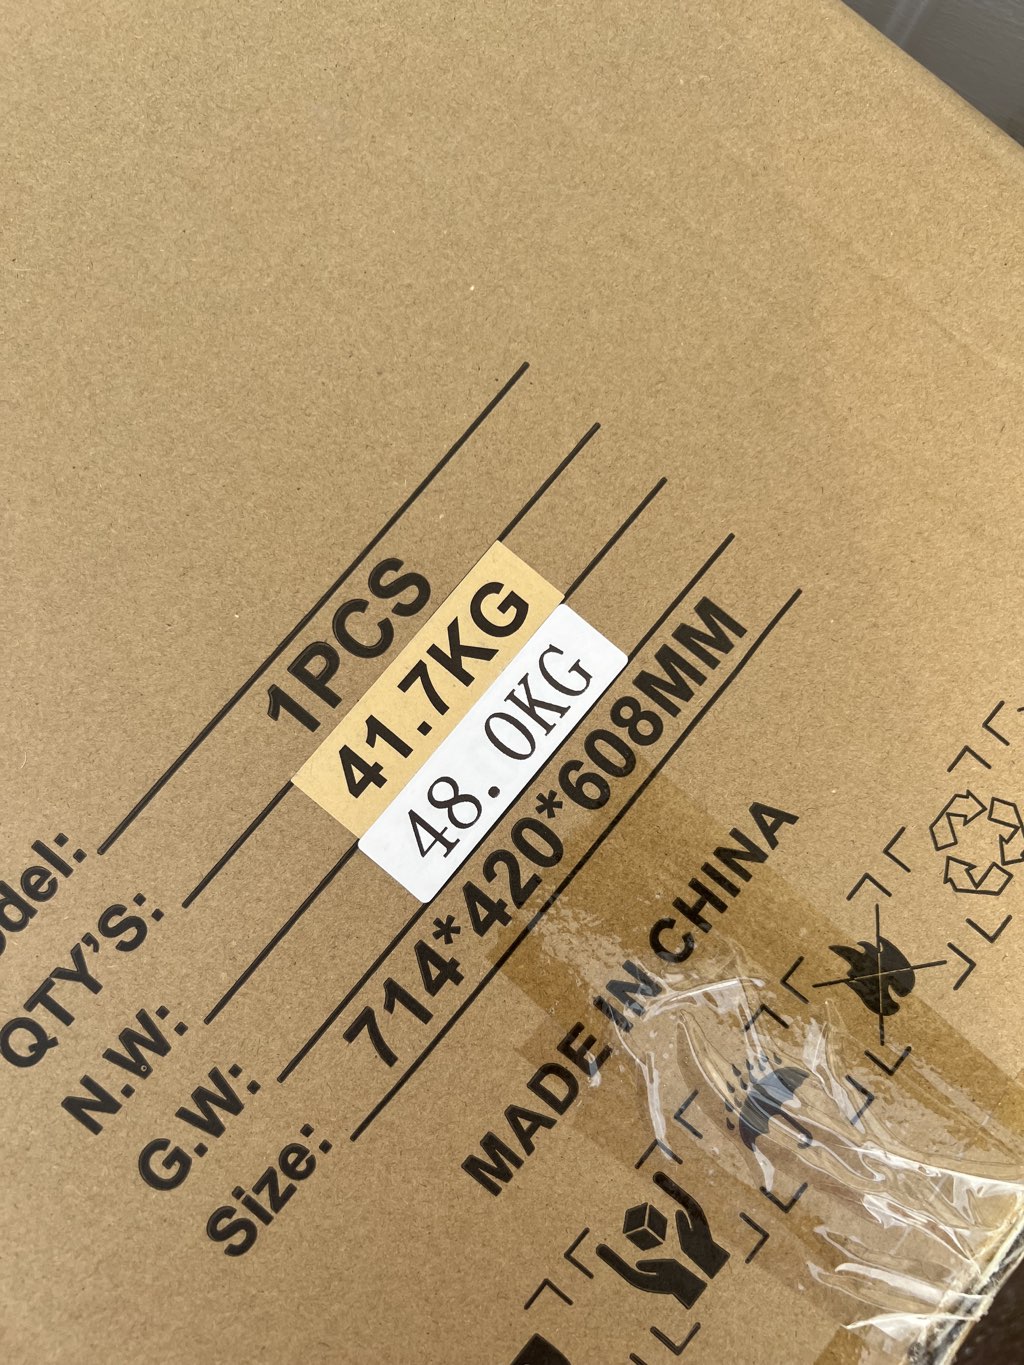 odel:
QTY'S: 1PCS
N.W: 41.7KG
G.W: 48.0KG
Size: 714*420*608MM
MADE IN CHINA